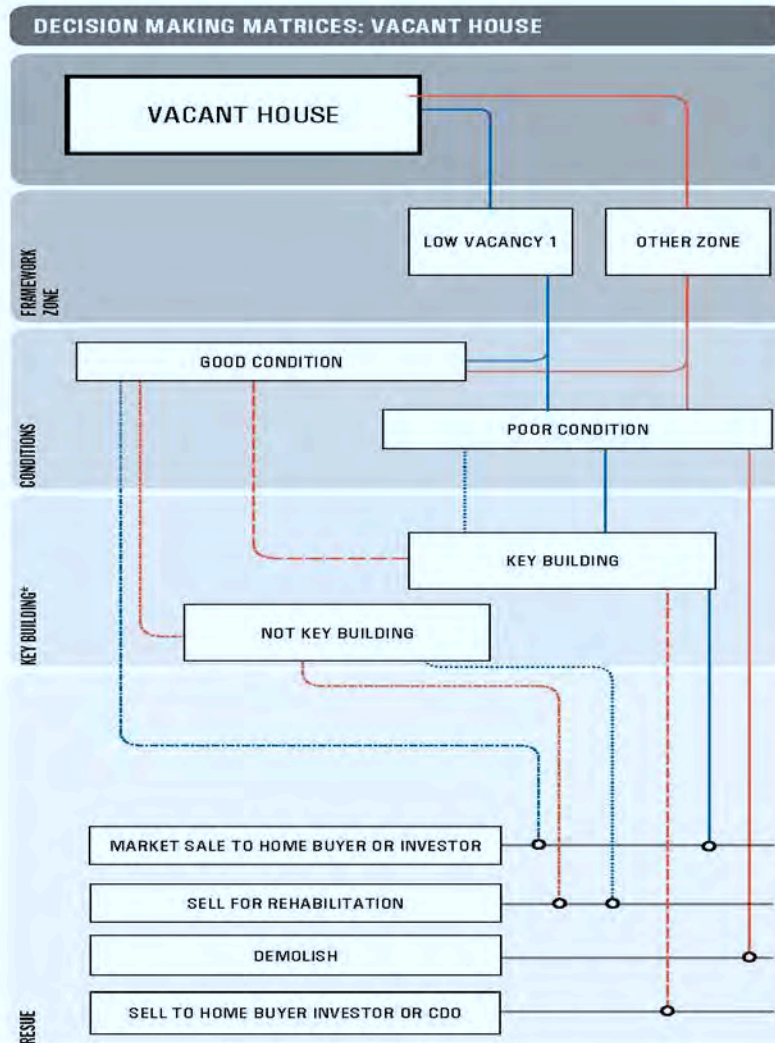 DECISION MAKING MATRICES: VACANT HOUSE
VACANT HOUSE
FRAMEWORK
ZONE
LOW VACANCY 1
OTHER ZONE
CONDITIONS
GOOD CONDITION
POOR CONDITION
KEY BUILDING*
KEY BUILDING
NOT KEY BUILDING
RESUE
MARKET SALE TO HOME BUYER OR INVESTOR
SELL FOR REHABILITATION
DEMOLISH
SELL TO HOME BUYER INVESTOR OR CDO